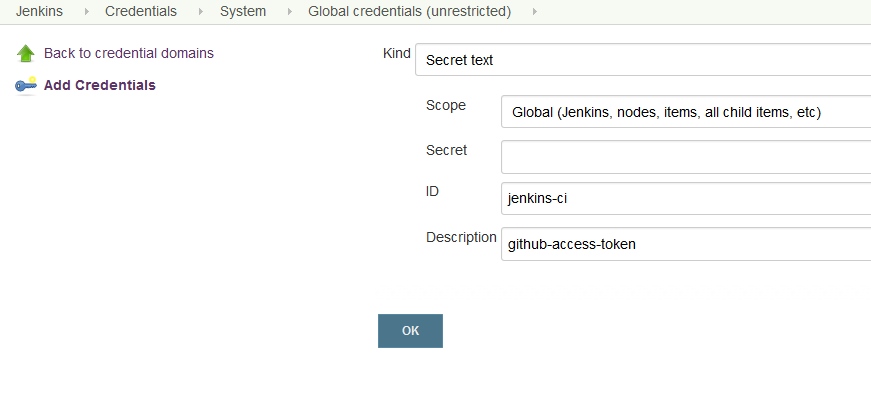 Jenkins Credentials System Global credentials (unrestricted)
Back to credential domains
Add Credentials
Kind Secret text
Scope Global (Jenkins, nodes, items, all child items, etc)
Secret
ID jenkins-ci
Description github-access-token
OK